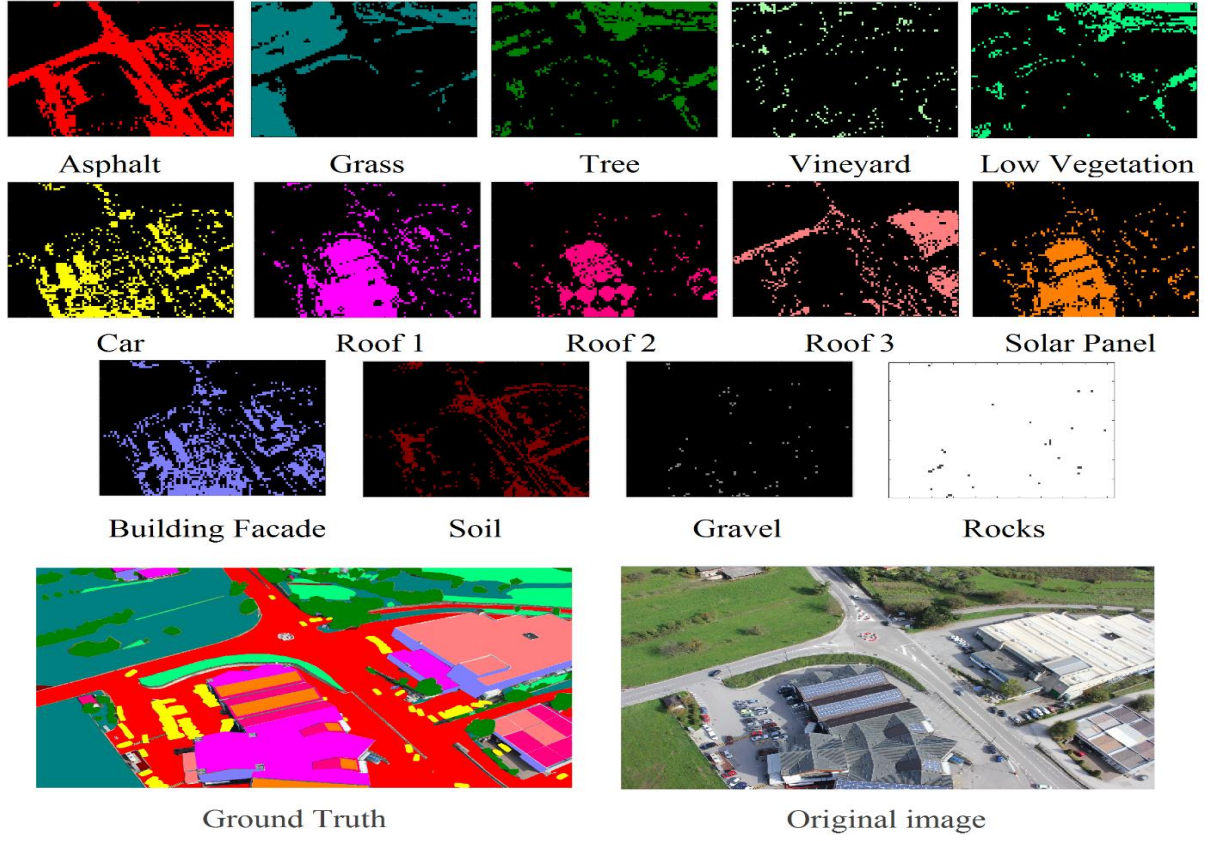 Asphalt Grass Tree Vineyard Low Vegetation
Car Roof 1 Roof 2 Roof 3 Solar Panel
Building Facade Soil Gravel Rocks
Ground Truth Original image